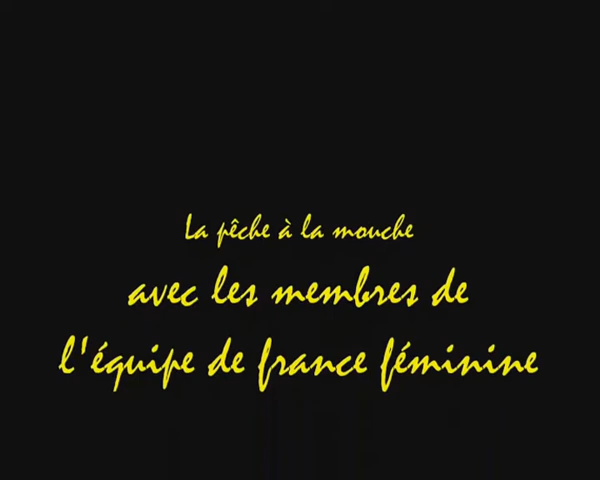 La pêche à la mouche
avec les membres de
l'équipe de france féminine